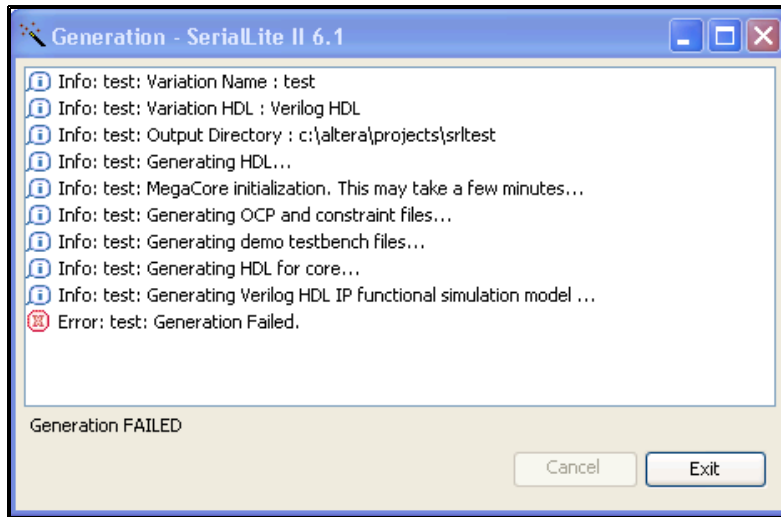 Generation - SerialLite II 6.1
Info: test: Variation Name : test
Info: test: Variation HDL : Verilog HDL
Info: test: Output Directory : c:\altera\projects\srltest
Info: test: Generating HDL...
Info: test: MegaCore initialization. This may take a few minutes...
Info: test: Generating OCP and constraint files...
Info: test: Generating demo testbench files...
Info: test: Generating HDL for core...
Info: test: Generating Verilog HDL IP functional simulation model ...
Error: test: Generation Failed.
Generation FAILED
Cancel Exit